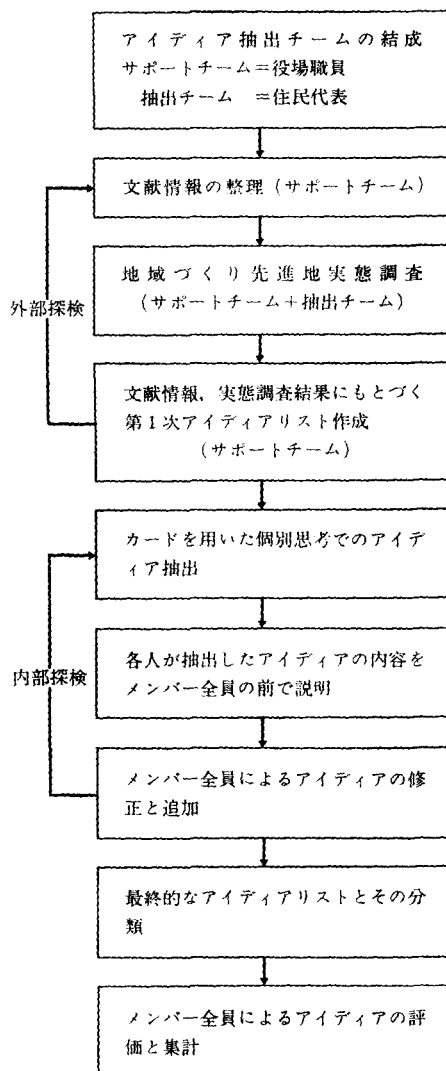 アイディア抽出チームの結成
サポートチーム=役場職員
抽出チーム =住民代表
文献情報の整理(サポートチーム)
地域づくり先進地実態調査
(サポートチーム+抽出チーム)
外部探検
文献情報，実態調査結果にもとづく
第1次アイディアリスト作成
(サポートチーム)
カードを用いた個別思考でのアイデ
ィア抽出
各人が抽出したアイディアの内容を
メンバー全員の前で説明
内部探検
メンバー全員によるアイディアの修
正と追加
最終的なアイディアリストとその分
類
メンバー全員によるアイディアの評
価と集計